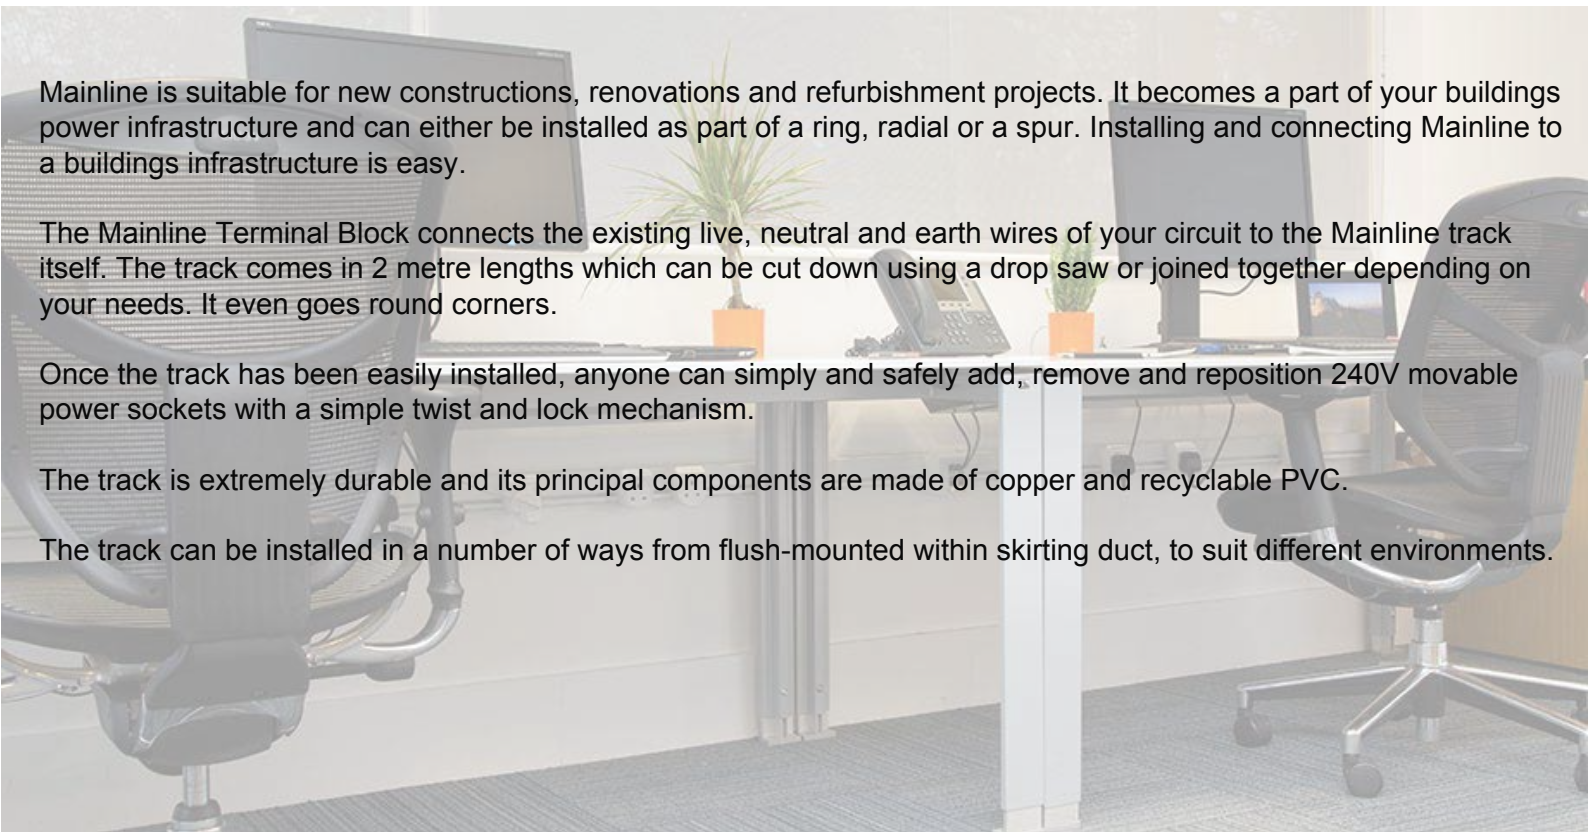 Mainline is suitable for new constructions, renovations and refurbishment projects. It becomes a part of your buildings
power infrastructure and can either be installed as part of a ring, radial or a spur. Installing and connecting Mainline to
a buildings infrastructure is easy.
The Mainline Terminal Block connects the existing live, neutral and earth wires of your circuit to the Mainline track
itself. The track comes in 2 metre lengths which can be cut down using a drop saw or joined together depending on
your needs. It even goes round corners.
Once the track has been easily installed, anyone can simply and safely add, remove and reposition 240V movable
power sockets with a simple twist and lock mechanism.
The track is extremely durable and its principal components are made of copper and recyclable PVC.
The track can be installed in a number of ways from flush-mounted within skirting duct, to suit different environments.